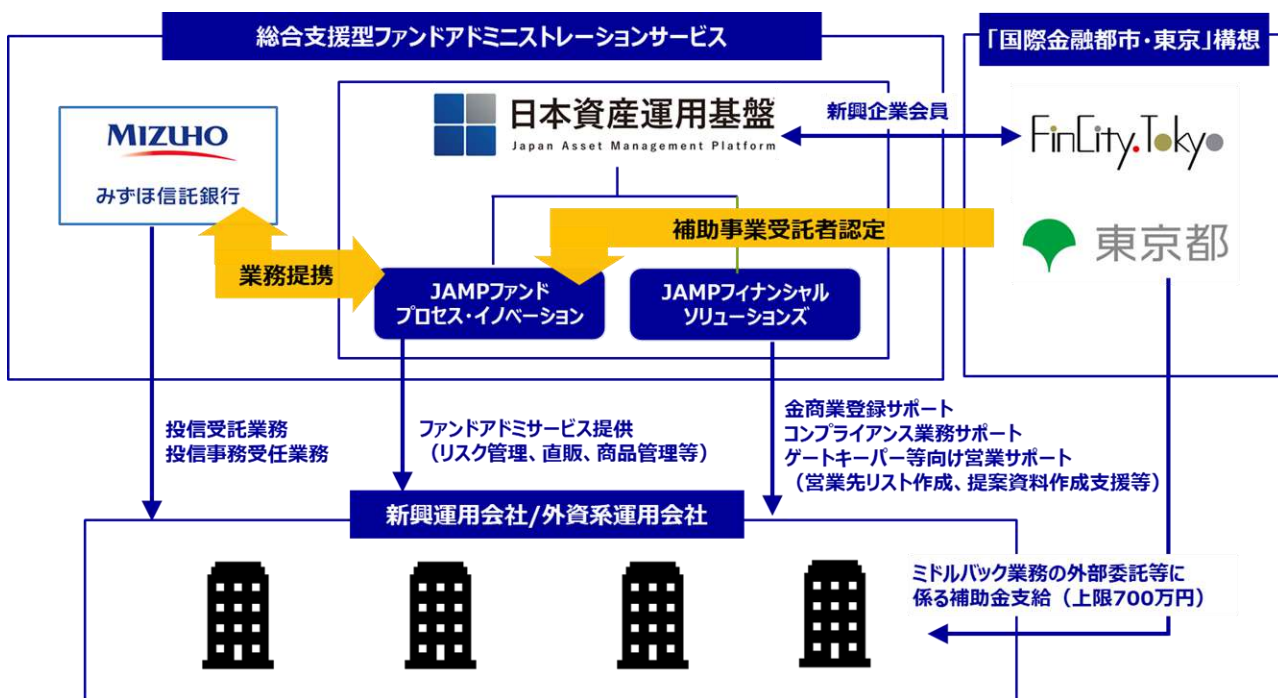 総合支援型ファンドアドミニストレーションサービス
「国際金融都市・東京」構想
MIZUHO
みずほ信託銀行
日本資産運用基盤
Japan Asset Management Platform
新興企業会員
FinCity.Tokyo
東京都
補助事業受託者認定
業務提携
JAMPファンド
プロセス・イノベーション
JAMPフィナンシャル
ソリューションズ
投信受託業務
投信事務受任業務
ファンドアドミサービス提供
（リスク管理、直販、商品管理等）
金商業登録サポート
コンプライアンス業務サポート
ゲートキーパー等向け営業サポート
（営業先リスト作成、提案資料作成支援等）
新興運用会社/外資系運用会社
ミドルバック業務の外部委託等に
係る補助金支給（上限700万円）